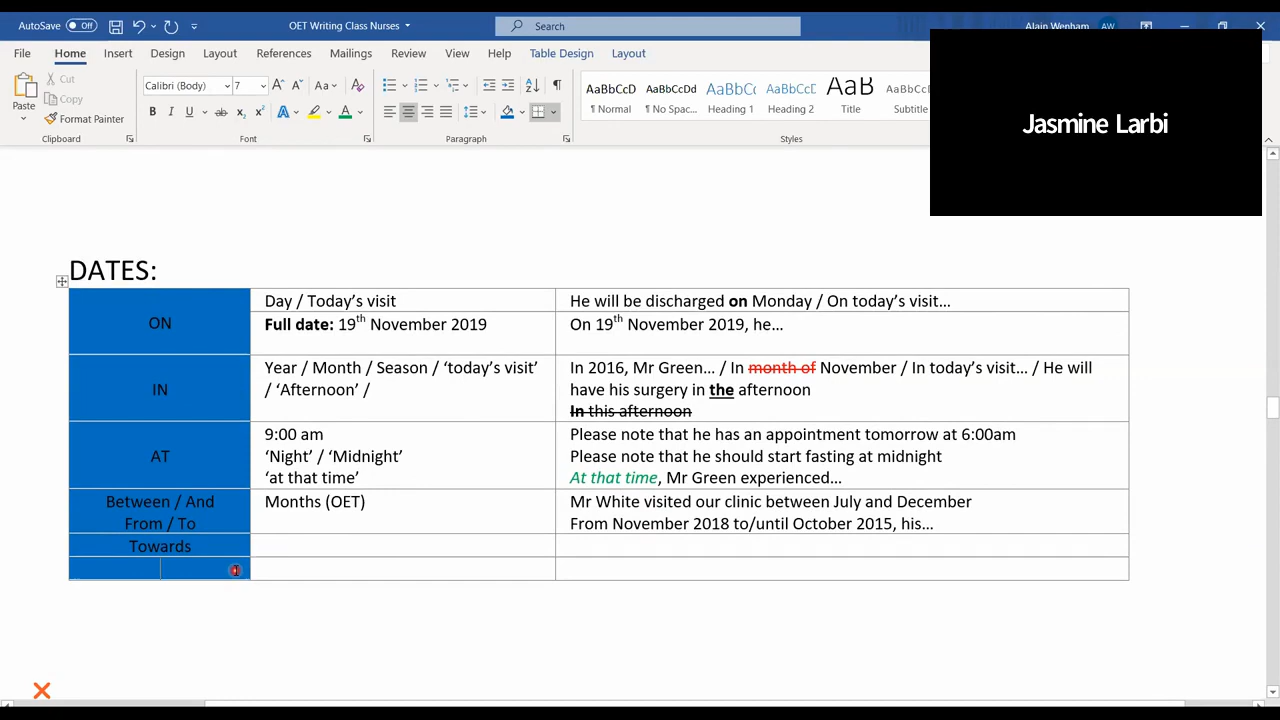 AutoSave Off OET Writing Class Nurses Search Alain Wenham AW
File Home Insert Design Layout References Mailings Review View Help Table Design Layout
Paste Cut Copy Format Painter Clipboard
Calibri (Body) 7 Font
Paragraph
AaBbCcD AaBbCcDd AaBbCcD AaBbCcD AaB AaBbCcD
¶ Normal ¶ No Spac... Heading 1 Heading 2 Title Subtitle
Styles
Jasmine Larbi
DATES:
ON
Day / Today’s visit
He will be discharged on Monday / On today’s visit…
Full date: 19th November 2019
On 19th November 2019, he…
IN
Year / Month / Season / ‘today’s visit’
/ ‘Afternoon’ /
In 2016, Mr Green… / In month of November / In today’s visit… / He will
have his surgery in the afternoon
In this afternoon
AT
9:00 am
‘Night’ / ‘Midnight’
‘at that time’
Please note that he has an appointment tomorrow at 6:00am
Please note that he should start fasting at midnight
At that time, Mr Green experienced…
Between / And
From / To
Months (OET)
Mr White visited our clinic between July and December
From November 2018 to/until October 2015, his…
Towards